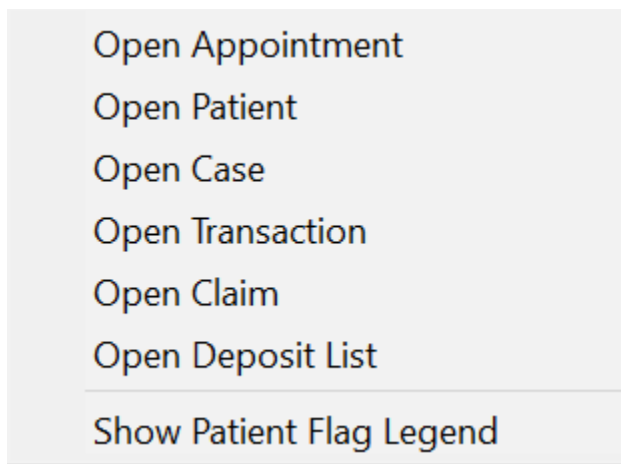 Open Appointment
Open Patient
Open Case
Open Transaction
Open Claim
Open Deposit List
Show Patient Flag Legend